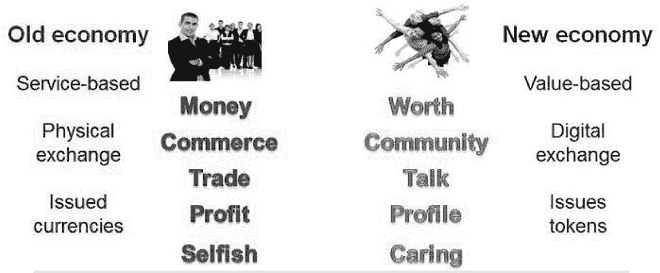 Old economy
New economy
Service-based
Value-based
Money
Worth
Physical
exchange
Commerce
Community
Digital
exchange
Trade
Talk
Issued
currencies
Profit
Profile
Issues
tokens
Selfish
Caring